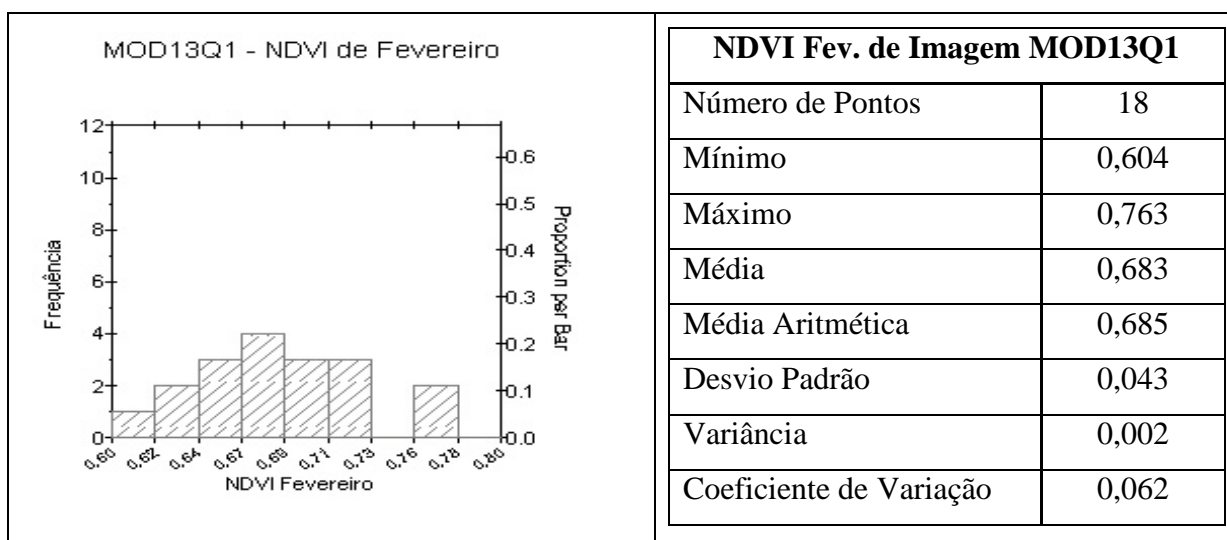 MOD13Q1 - NDVI de Fevereiro
12
10
8
6
4
2
0
Frequência
0.6
0.5
0.4
0.3
0.2
0.1
0.0
Proportion per Bar
0,60 0,62 0,64 0,67 0,69 0,71 0,73 0,76 0,78 0,80
NDVI Fevereiro
NDVI Fev. de Imagem MOD13Q1
Número de Pontos 18
Mínimo 0,604
Máximo 0,763
Média 0,683
Média Aritmética 0,685
Desvio Padrão 0,043
Variância 0,002
Coeficiente de Variação 0,062